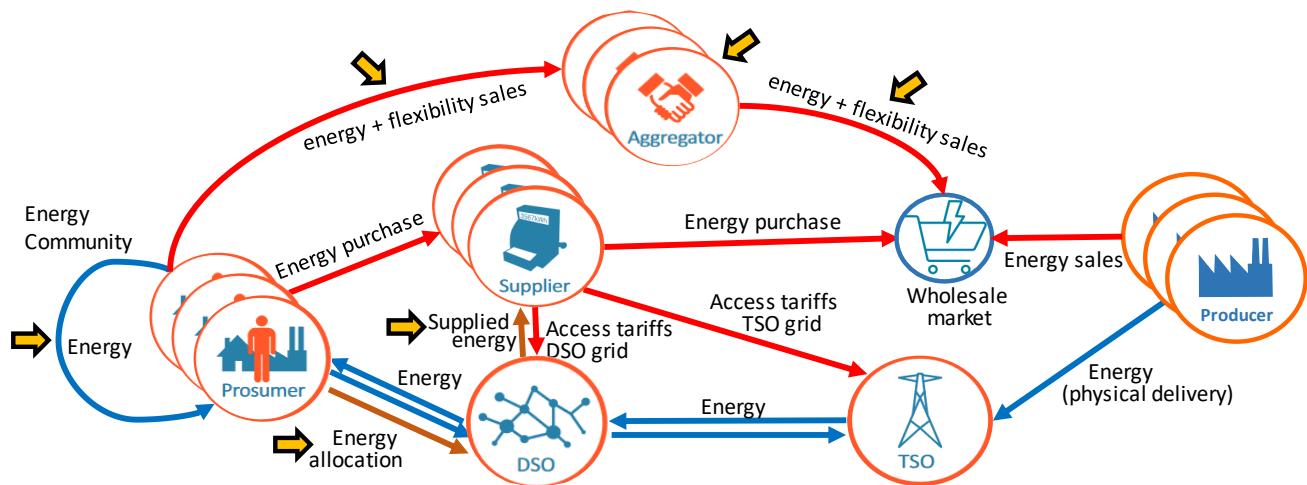 energy + flexibility sales
Aggregator
energy + flexibility sales
Energy
Community
Energy purchase
3567kWh
Supplier
Energy purchase
Wholesale
market
Energy sales
Producer
Energy
Prosumer
Supplied
energy
Access tariffs
DSO grid
Access tariffs
TSO grid
Energy
(physical delivery)
Energy
Energy
allocation
DSO
Energy
TSO